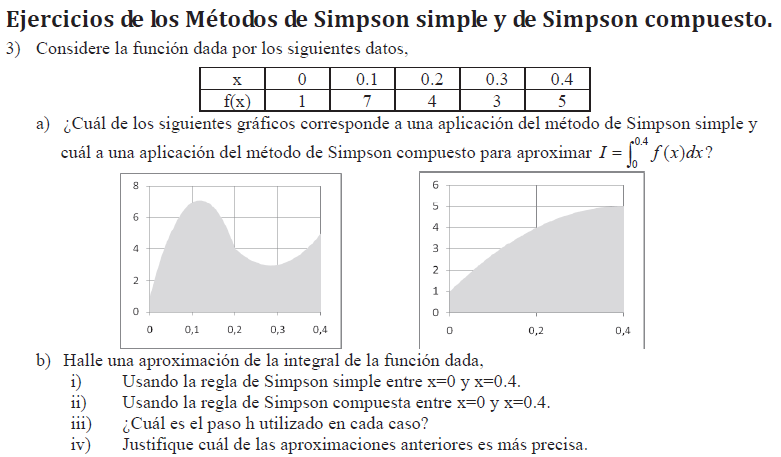 Ejercicios de los Métodos de Simpson simple y de Simpson compuesto.
3) Considere la función dada por los siguientes datos,
x 0 0.1 0.2 0.3 0.4
f(x) 1 7 4 3 5
a) ¿Cuál de los siguientes gráficos corresponde a una aplicación del método de Simpson simple y
cuál a una aplicación del método de Simpson compuesto para aproximar I = ∫₀^0.4 f(x)dx?
8
6
4
2
0
0 0,1 0,2 0,3 0,4
6
5
4
3
2
1
0
0 0,2 0,4
b) Halle una aproximación de la integral de la función dada,
i) Usando la regla de Simpson simple entre x=0 y x=0.4.
ii) Usando la regla de Simpson compuesta entre x=0 y x=0.4.
iii) ¿Cuál es el paso h utilizado en cada caso?
iv) Justifique cuál de las aproximaciones anteriores es más precisa.